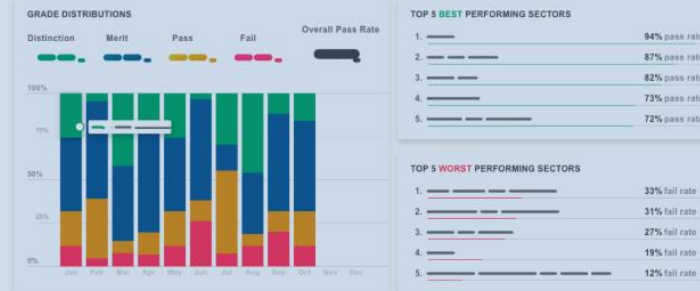 GRADE DISTRIBUTIONS
Distinction Merit Pass Fail Overall Pass Rate
100%
75%
50%
25%
0%
Jan Feb Mar Apr May Jun Jul Aug Sep Oct Nov Dec
TOP 5 BEST PERFORMING SECTORS
1. 94% pass rate
2. 87% pass rate
3. 82% pass rate
4. 73% pass rate
5. 72% pass rate
TOP 5 WORST PERFORMING SECTORS
1. 33% fail rate
2. 31% fail rate
3. 27% fail rate
4. 19% fail rate
5. 12% fail rate